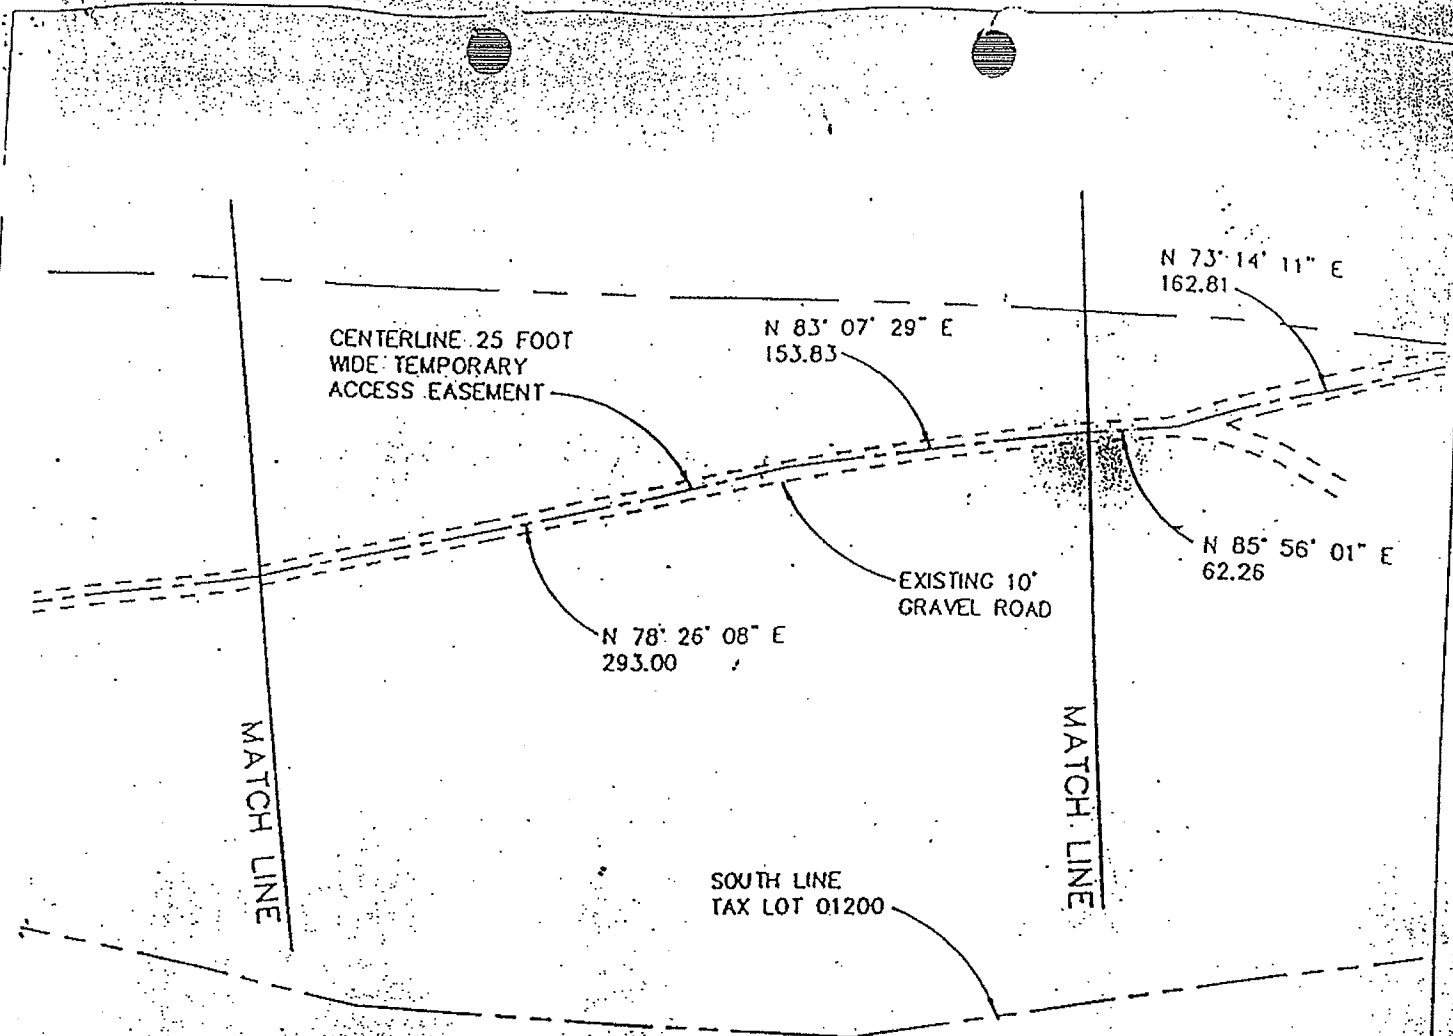 N 73° 14' 11" E
162.81
N 83° 07' 29" E
153.83
CENTERLINE 25 FOOT
WIDE TEMPORARY
ACCESS EASEMENT
N 85° 56' 01" E
62.26
EXISTING 10'
GRAVEL ROAD
N 78° 26' 08" E
293.00
MATCH LINE
MATCH LINE
SOUTH LINE
TAX LOT 01200